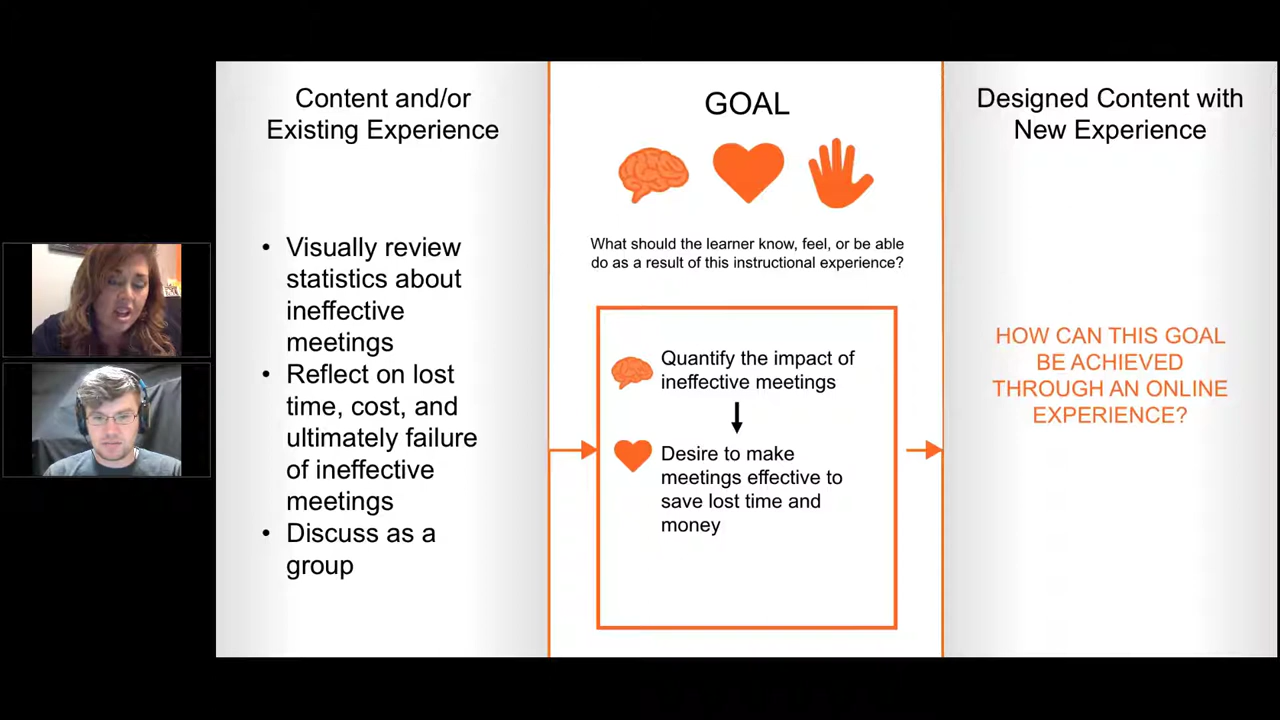 Content and/or
Existing Experience
• Visually review
statistics about
ineffective
meetings
• Reflect on lost
time, cost, and
ultimately failure
of ineffective
meetings
• Discuss as a
group
GOAL
What should the learner know, feel, or be able
do as a result of this instructional experience?
Quantify the impact of
ineffective meetings
Desire to make
meetings effective to
save lost time and
money
Designed Content with
New Experience
HOW CAN THIS GOAL
BE ACHIEVED
THROUGH AN ONLINE
EXPERIENCE?